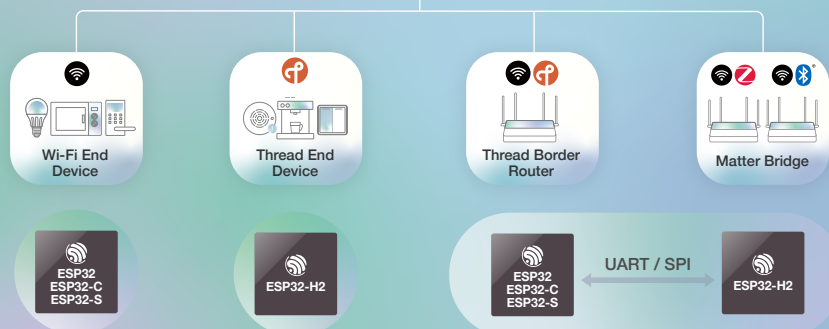 Wi-Fi End
Device
Thread End
Device
Thread Border
Router
Matter Bridge
ESP32
ESP32-C
ESP32-S
ESP32-H2
ESP32
ESP32-C
ESP32-S
UART / SPI
ESP32-H2